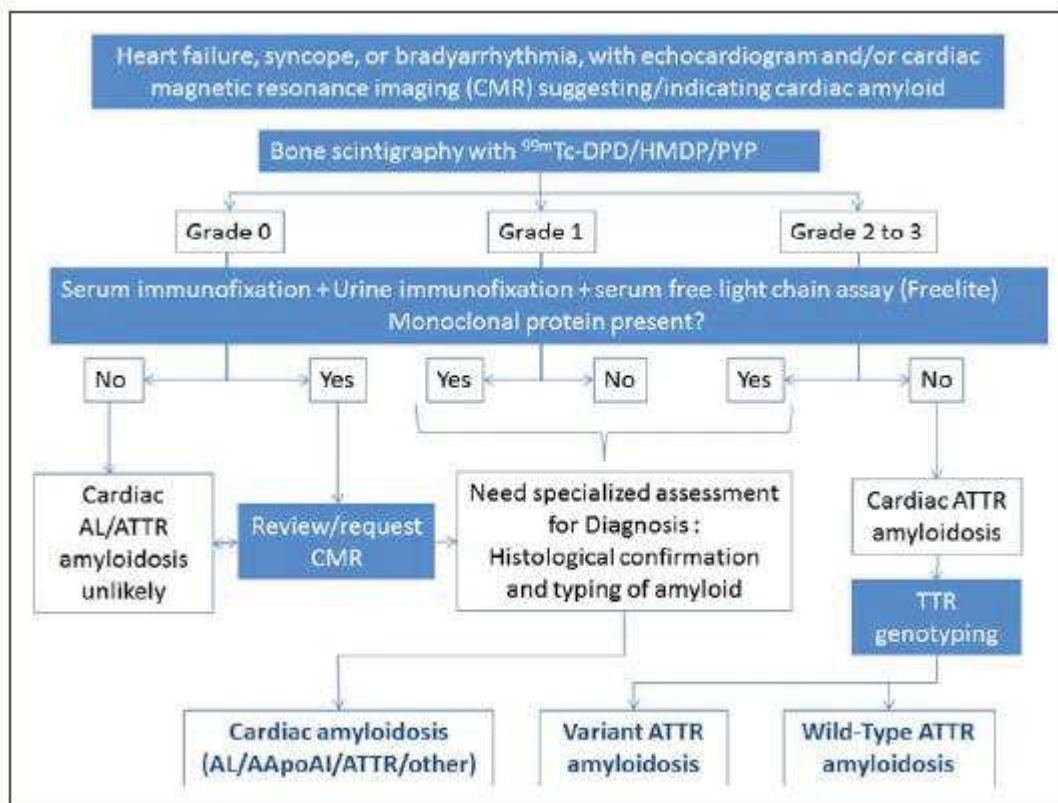 Heart failure, syncope, or bradyarrhythmia, with echocardiogram and/or cardiac
magnetic resonance imaging (CMR) suggesting/indicating cardiac amyloid
Bone scintigraphy with ⁹⁹ᵐTc-DPD/HMDP/PYP
Grade 0
Grade 1
Grade 2 to 3
Serum immunofixation + Urine immunofixation + serum free light chain assay (Freelite)
Monoclonal protein present?
No
Yes
Yes
No
Yes
No
Cardiac
AL/ATTR
amyloidosis
unlikely
Review/request
CMR
Need specialized assessment
for Diagnosis :
Histological confirmation
and typing of amyloid
Cardiac ATTR
amyloidosis
TTR
genotyping
Cardiac amyloidosis
(AL/AApoAI/ATTR/other)
Variant ATTR
amyloidosis
Wild-Type ATTR
amyloidosis